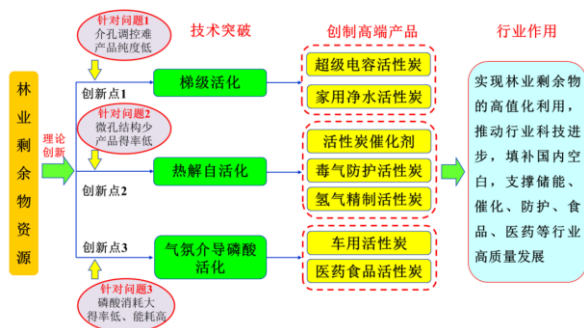 针对问题1
介孔调控难
产品纯度低
技术突破
创制高端产品
行业作用
林业剩余物资源
理论
创新
创新点1
梯级活化
超级电容活性炭
家用净水活性炭
针对问题2
微孔结构少
产品得率低
创新点2
热解自活化
活性炭催化剂
毒气防护活性炭
氢气精制活性炭
创新点3
气氛介导磷酸
活化
车用活性炭
医药食品活性炭
针对问题3
磷酸消耗大
得率低、能耗高
实现林业剩余物
的高值化利用，
推动行业科技进
步，填补国内空
白，支撑储能、
催化、防护、食
品、医药等行业
高质量发展